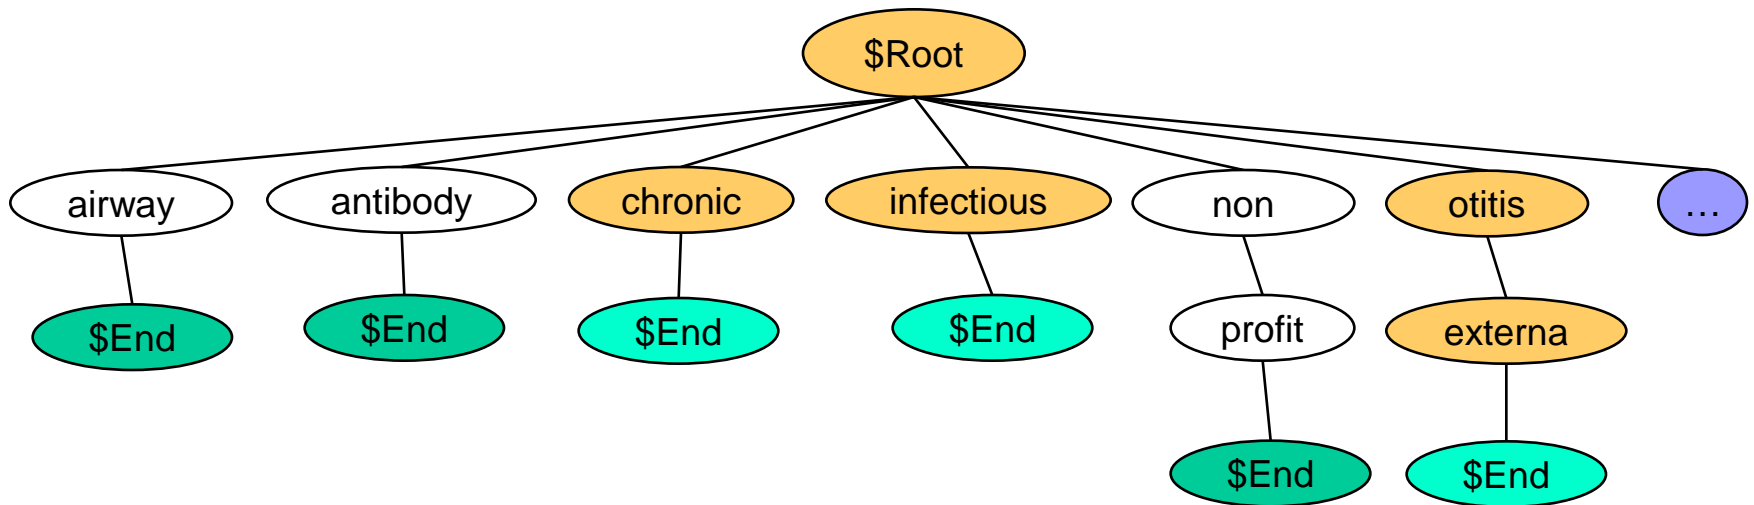 $Root
airway antibody chronic infectious non otitis …
$End $End $End $End profit externa
$End $End